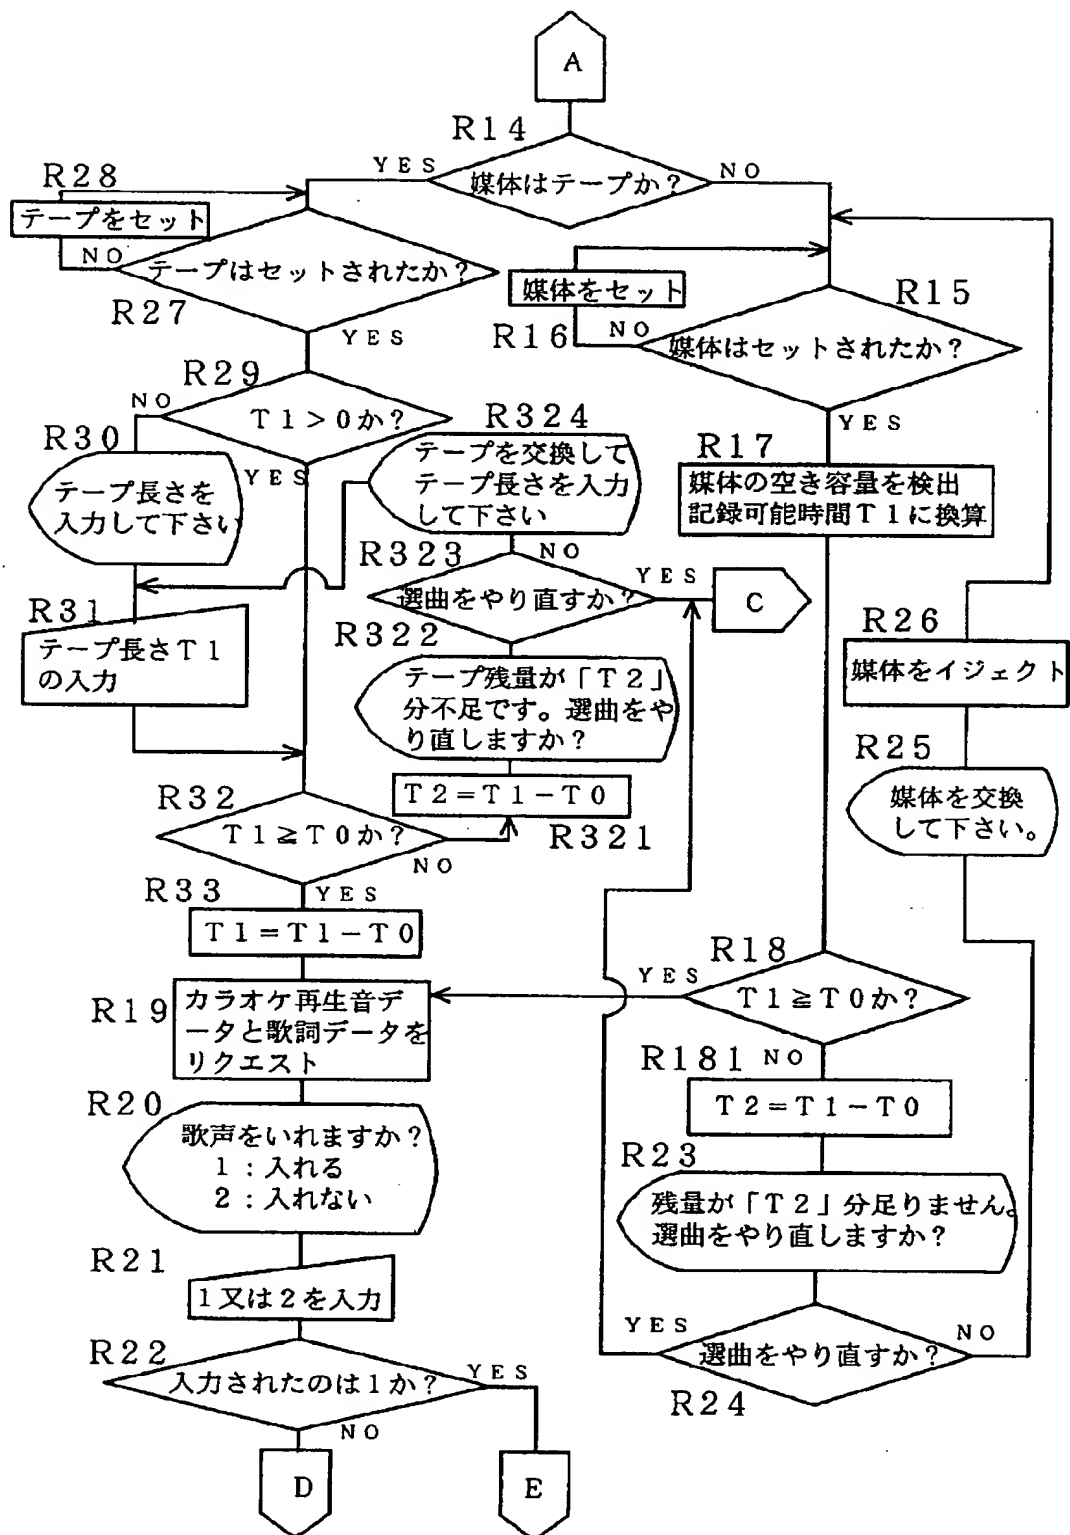 A
R14
YES
媒体はテープか?
NO
R28
テープをセット
NO
テープはセットされたか?
R27
YES
媒体をセット
R16
NO
R15
媒体はセットされたか?
YES
R29
NO
T1>0か?
YES
R30
テープ長さを
入力して下さい
R31
テープ長さT1
の入力
R324
テープを交換して
テープ長さを入力
して下さい
R323
NO
選曲をやり直すか?
YES
C
R322
テープ残量が「T2」
分不足です。選曲をや
り直しますか?
T2=T1-T0
R321
R17
媒体の空き容量を検出
記録可能時間T1に換算
R26
媒体をイジェクト
R25
媒体を交換
して下さい。
R32
T1≧T0か?
NO
YES
R33
T1=T1-T0
R18
YES
T1≧T0か?
NO
R181
T2=T1-T0
R19
カラオケ再生音デ
ータと歌詞データを
リクエスト
R20
歌声をいれますか?
1:入れる
2:入れない
R23
残量が「T2」分足りません。
選曲をやり直しますか?
R21
1又は2を入力
YES
選曲をやり直すか?
NO
R24
R22
入力されたのは1か?
YES
NO
D
E